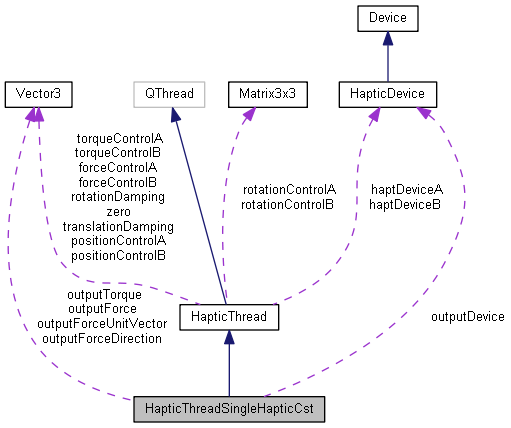 Device
Vector3
QThread
Matrix3x3
HapticDevice
torqueControlA
torqueControlB
forceControlA
forceControlB
rotationDamping
zero
translationDamping
positionControlA
positionControlB
rotationControlA
rotationControlB
haptDeviceA
haptDeviceB
outputTorque
outputForce
outputForceUnitVector
outputForceDirection
HapticThread
outputDevice
HapticThreadSingleHapticCst